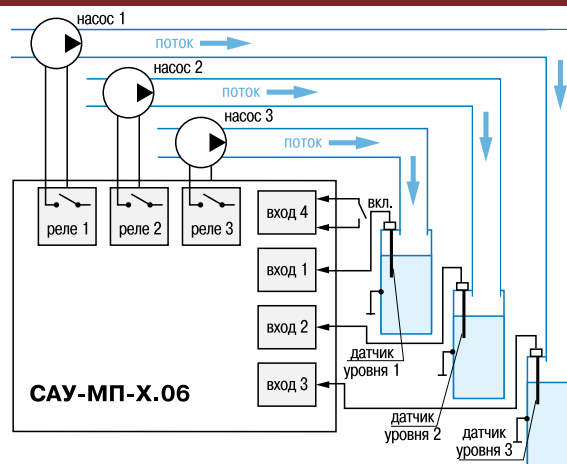 насос 1
поток
насос 2
поток
насос 3
поток
вкл.
реле 1
реле 2
реле 3
вход 4
вход 1
вход 2
вход 3
САУ-МП-Х.06
датчик
уровня 1
датчик
уровня 2
датчик
уровня 3